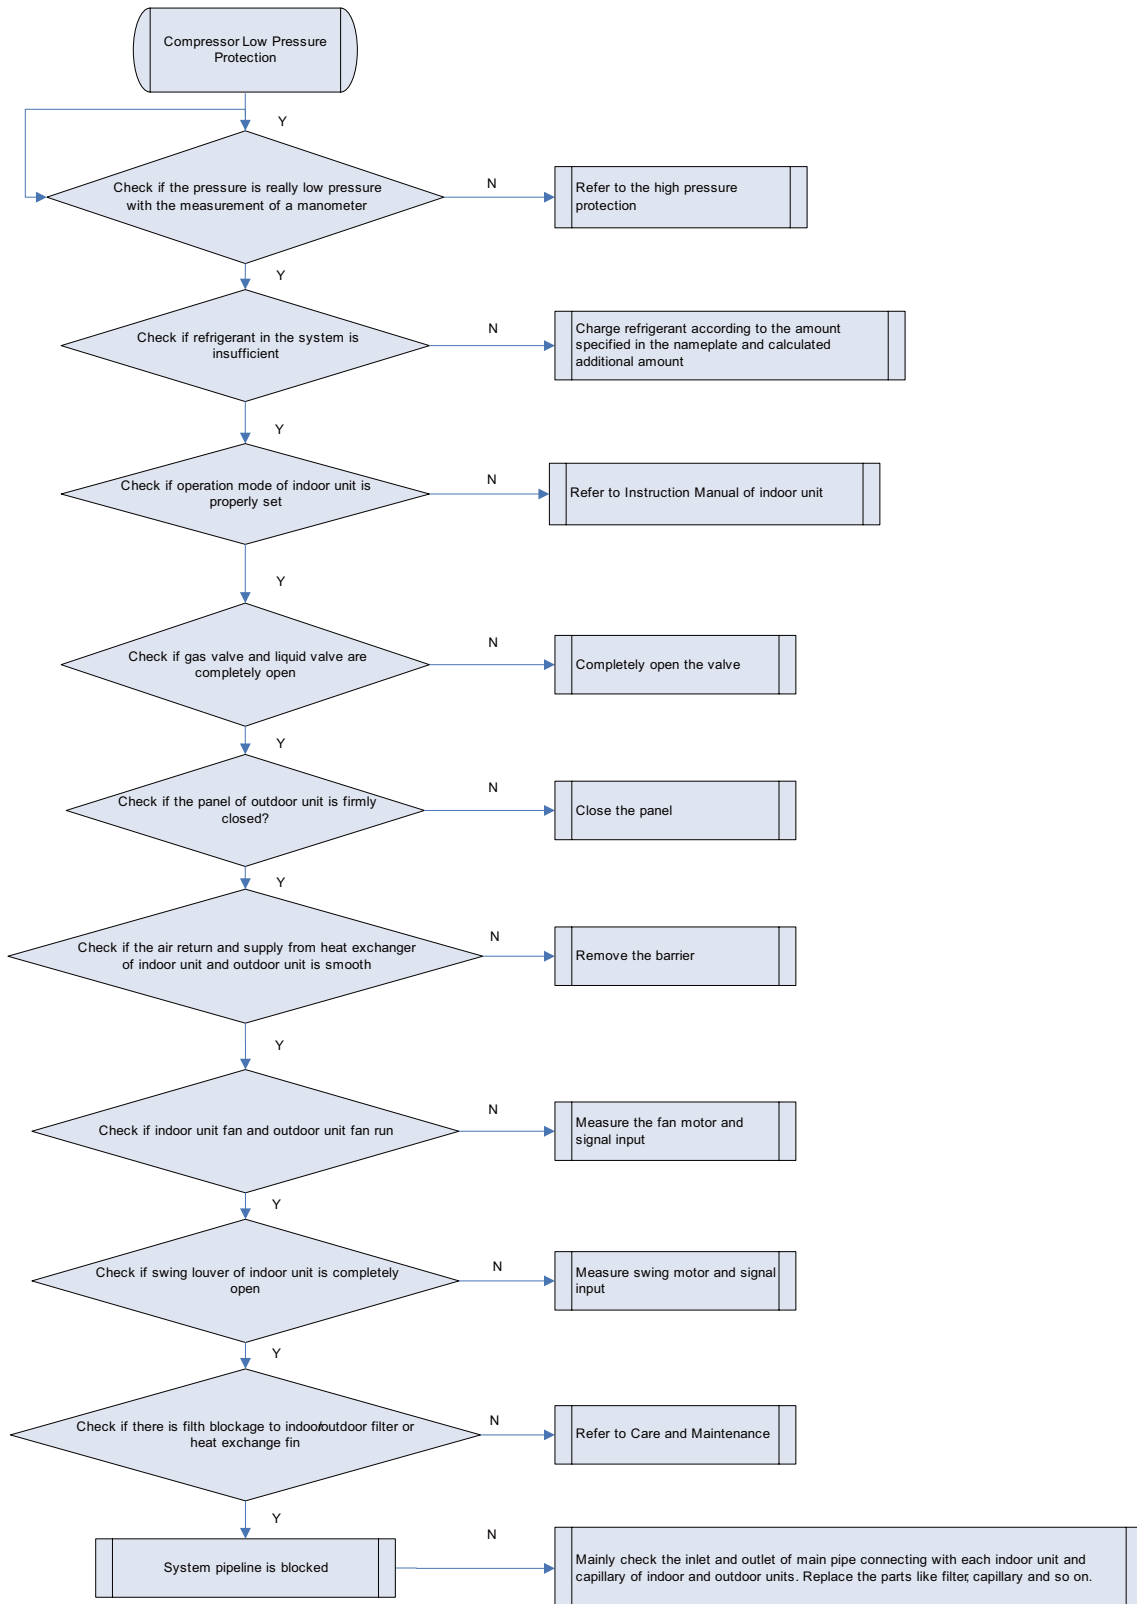 Compressor Low Pressure
Protection
Y
Check if the pressure is really low pressure
with the measurement of a manometer
N
Refer to the high pressure
protection
Y
Check if refrigerant in the system is
insufficient
N
Charge refrigerant according to the amount
specified in the nameplate and calculated
additional amount
Y
Check if operation mode of indoor unit is
properly set
N
Refer to Instruction Manual of indoor unit
Y
Check if gas valve and liquid valve are
completely open
N
Completely open the valve
Y
Check if the panel of outdoor unit is firmly
closed?
N
Close the panel
Y
Check if the air return and supply from heat exchanger
of indoor unit and outdoor unit is smooth
N
Remove the barrier
Y
Check if indoor unit fan and outdoor unit fan run
N
Measure the fan motor and
signal input
Y
Check if swing louver of indoor unit is completely
open
N
Measure swing motor and signal
input
Y
Check if there is filth blockage to indoor/outdoor filter or
heat exchange fin
N
Refer to Care and Maintenance
Y
System pipeline is blocked
N
Mainly check the inlet and outlet of main pipe connecting with each indoor unit and
capillary of indoor and outdoor units. Replace the parts like filter, capillary and so on.